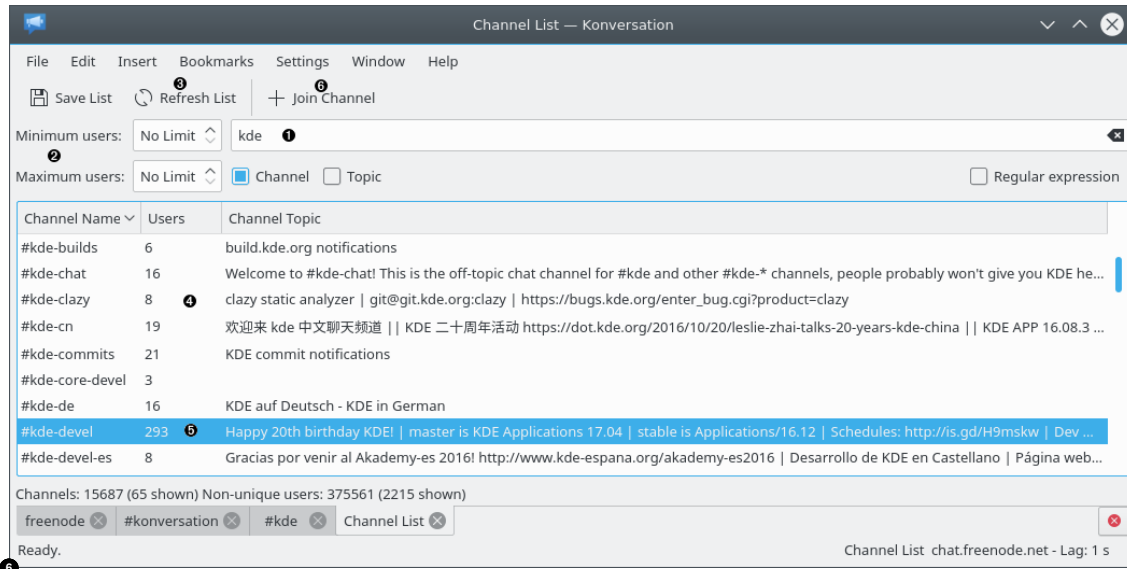 Channel List — Konversation
File Edit Insert Bookmarks Settings Window Help
❸ ❻
Save List Refresh List + Join Channel
Minimum users: No Limit kde ❶
❷
Maximum users: No Limit Channel Topic Regular expression
Channel Name Users Channel Topic
#kde-builds 6 build.kde.org notifications
#kde-chat 16 Welcome to #kde-chat! This is the off-topic chat channel for #kde and other #kde-* channels, people probably won't give you KDE he...
#kde-clazy 8 ❹ clazy static analyzer | git@git.kde.org:clazy | https://bugs.kde.org/enter_bug.cgi?product=clazy
#kde-cn 19 欢迎来 kde 中文聊天频道 || KDE 二十周年活动 https://dot.kde.org/2016/10/20/leslie-zhai-talks-20-years-kde-china || KDE APP 16.08.3 ...
#kde-commits 21 KDE commit notifications
#kde-core-devel 3
#kde-de 16 KDE auf Deutsch - KDE in German
#kde-devel 293 ❺ Happy 20th birthday KDE! | master is KDE Applications 17.04 | stable is Applications/16.12 | Schedules: http://is.gd/H9mskw | Dev ...
#kde-devel-es 8 Gracias por venir al Akademy-es 2016! http://www.kde-espana.org/akademy-es2016 | Desarrollo de KDE en Castellano | Página web...
Channels: 15687 (65 shown) Non-unique users: 375561 (2215 shown)
freenode #konversation #kde Channel List
Ready. Channel List chat.freenode.net - Lag: 1 s
❻